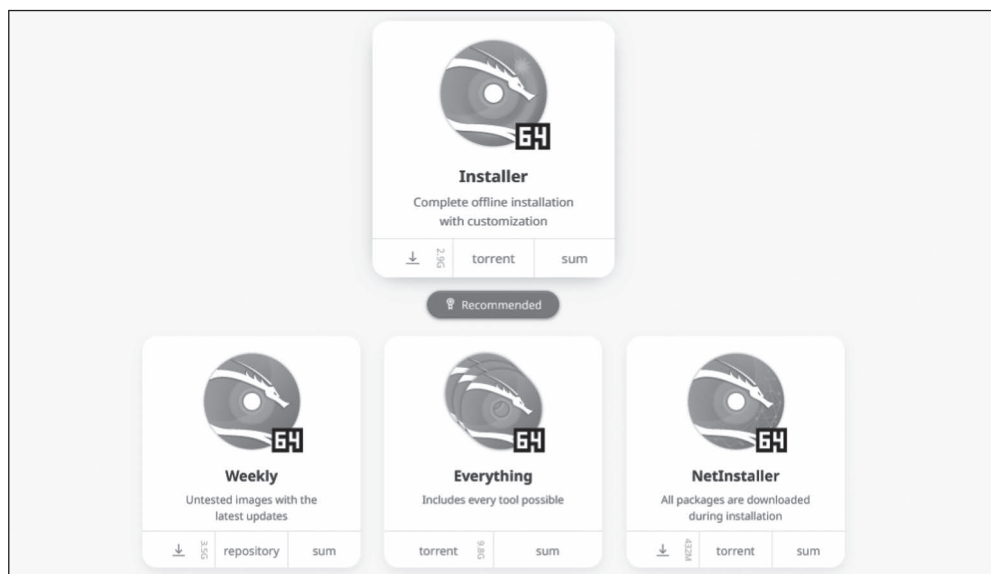 64
Installer
Complete offline installation
with customization
2.9G torrent sum
Recommended
64 64 64
Weekly Everything NetInstaller
Untested images with the Includes every tool possible All packages are downloaded
latest updates during installation
3.5G repository sum torrent 9.8G sum 432M torrent sum